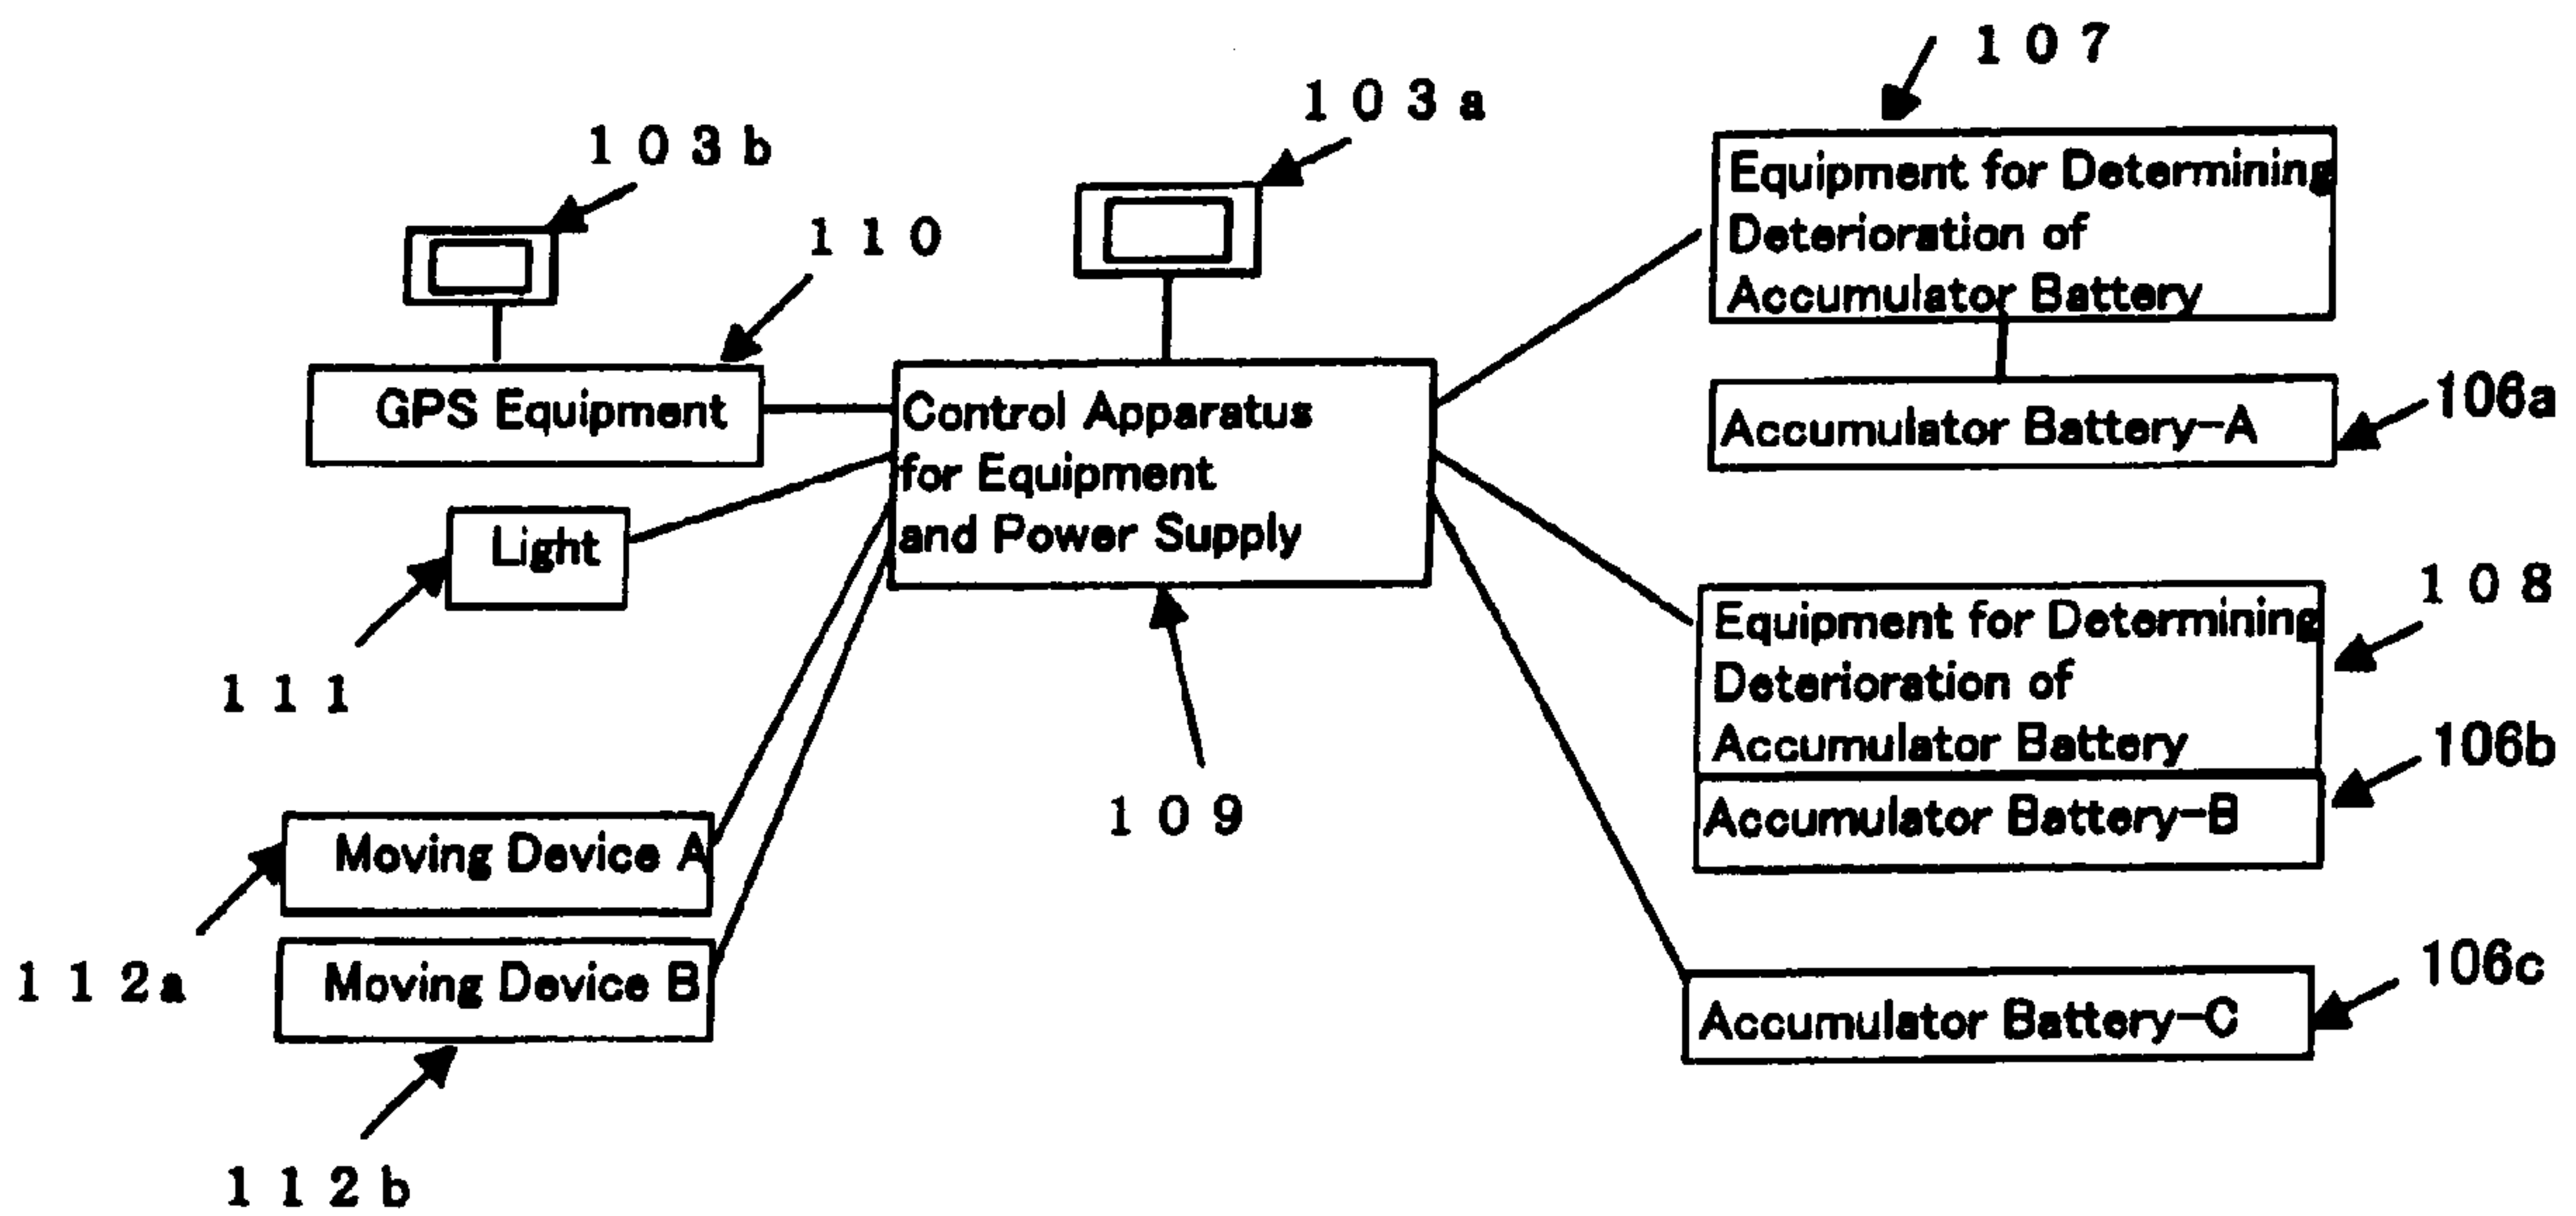 107
103a
103b
110
Equipment for Determining
Deterioration of
Accumulator Battery
GPS Equipment
Control Apparatus
for Equipment
and Power Supply
106a
Accumulator Battery-A
Light
111
108
Equipment for Determining
Deterioration of
Accumulator Battery
106b
Accumulator Battery-B
109
Moving Device A
112a
Moving Device B
106c
Accumulator Battery-C
112b